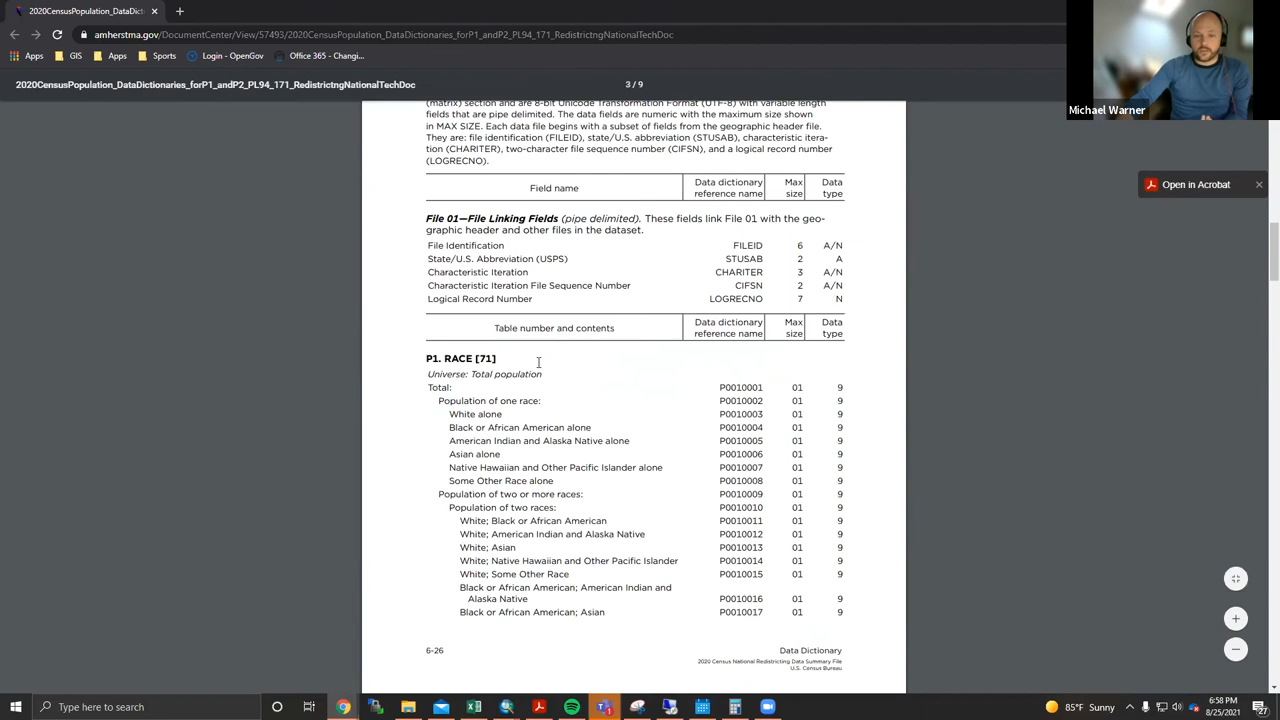 2020CensusPopulation_DataDi
amherstma.gov/DocumentCenter/View/57493/2020CensusPopulation_DataDictionaries_forP1_andP2_PL94_171_RedistrictngNationalTechDoc
Apps
GIS
App
Sports
Login - GovOps
Office365 - Changi...
2020CensusPopulation_DataDictionaries_forP1_andP2_PL94_171_RedistrictngNationalTechDoc
3 / 9
Michael Warner
Open in Acrobat
(matrix) section and are 8-bit Unicode Transformation Format (UTF-8) with variable length
fields that are pipe delimited. The data fields are numeric with the maximum size shown
in MAX SIZE. Each data file begins with a subset of fields from the geographic header file.
They are: file identification (FILEID), state/U.S. abbreviation (STUSAB), characteristic itera-
tion (CHARITER), two-character file sequence number (CIFSN), and a logical record number
(LOGRECNO).
Field name Data dictionary reference name Max size Data type
File 01—File Linking Fields (pipe delimited). These fields link File 01 with the geo-
graphic header and other files in the dataset.
File Identification FILEID 6 A/N
State/U.S. Abbreviation (USPS) STUSAB 2 A
Characteristic Iteration CHARITER 3 A/N
Characteristic Iteration File Sequence Number CIFSN 2 A/N
Logical Record Number LOGRECNO 7 N
Table number and contents Data dictionary reference name Max size Data type
P1. RACE [71]
Universe: Total population
Total: P0010001 01 9
Population of one race: P0010002 01 9
White alone P0010003 01 9
Black or African American alone P0010004 01 9
American Indian and Alaska Native alone P0010005 01 9
Asian alone P0010006 01 9
Native Hawaiian and Other Pacific Islander alone P0010007 01 9
Some Other Race alone P0010008 01 9
Population of two or more races: P0010009 01 9
Population of two races: P0010010 01 9
White; Black or African American P0010011 01 9
White; American Indian and Alaska Native P0010012 01 9
White; Asian P0010013 01 9
White; Native Hawaiian and Other Pacific Islander P0010014 01 9
White; Some Other Race P0010015 01 9
Black or African American; American Indian and
Alaska Native P0010016 01 9
Black or African American; Asian P0010017 01 9
6-26 Data Dictionary
2020 Census National Redistricting Data Summary File
U.S. Census Bureau
Type here to search
85°F Sunny
6:58 PM
8/25/2021